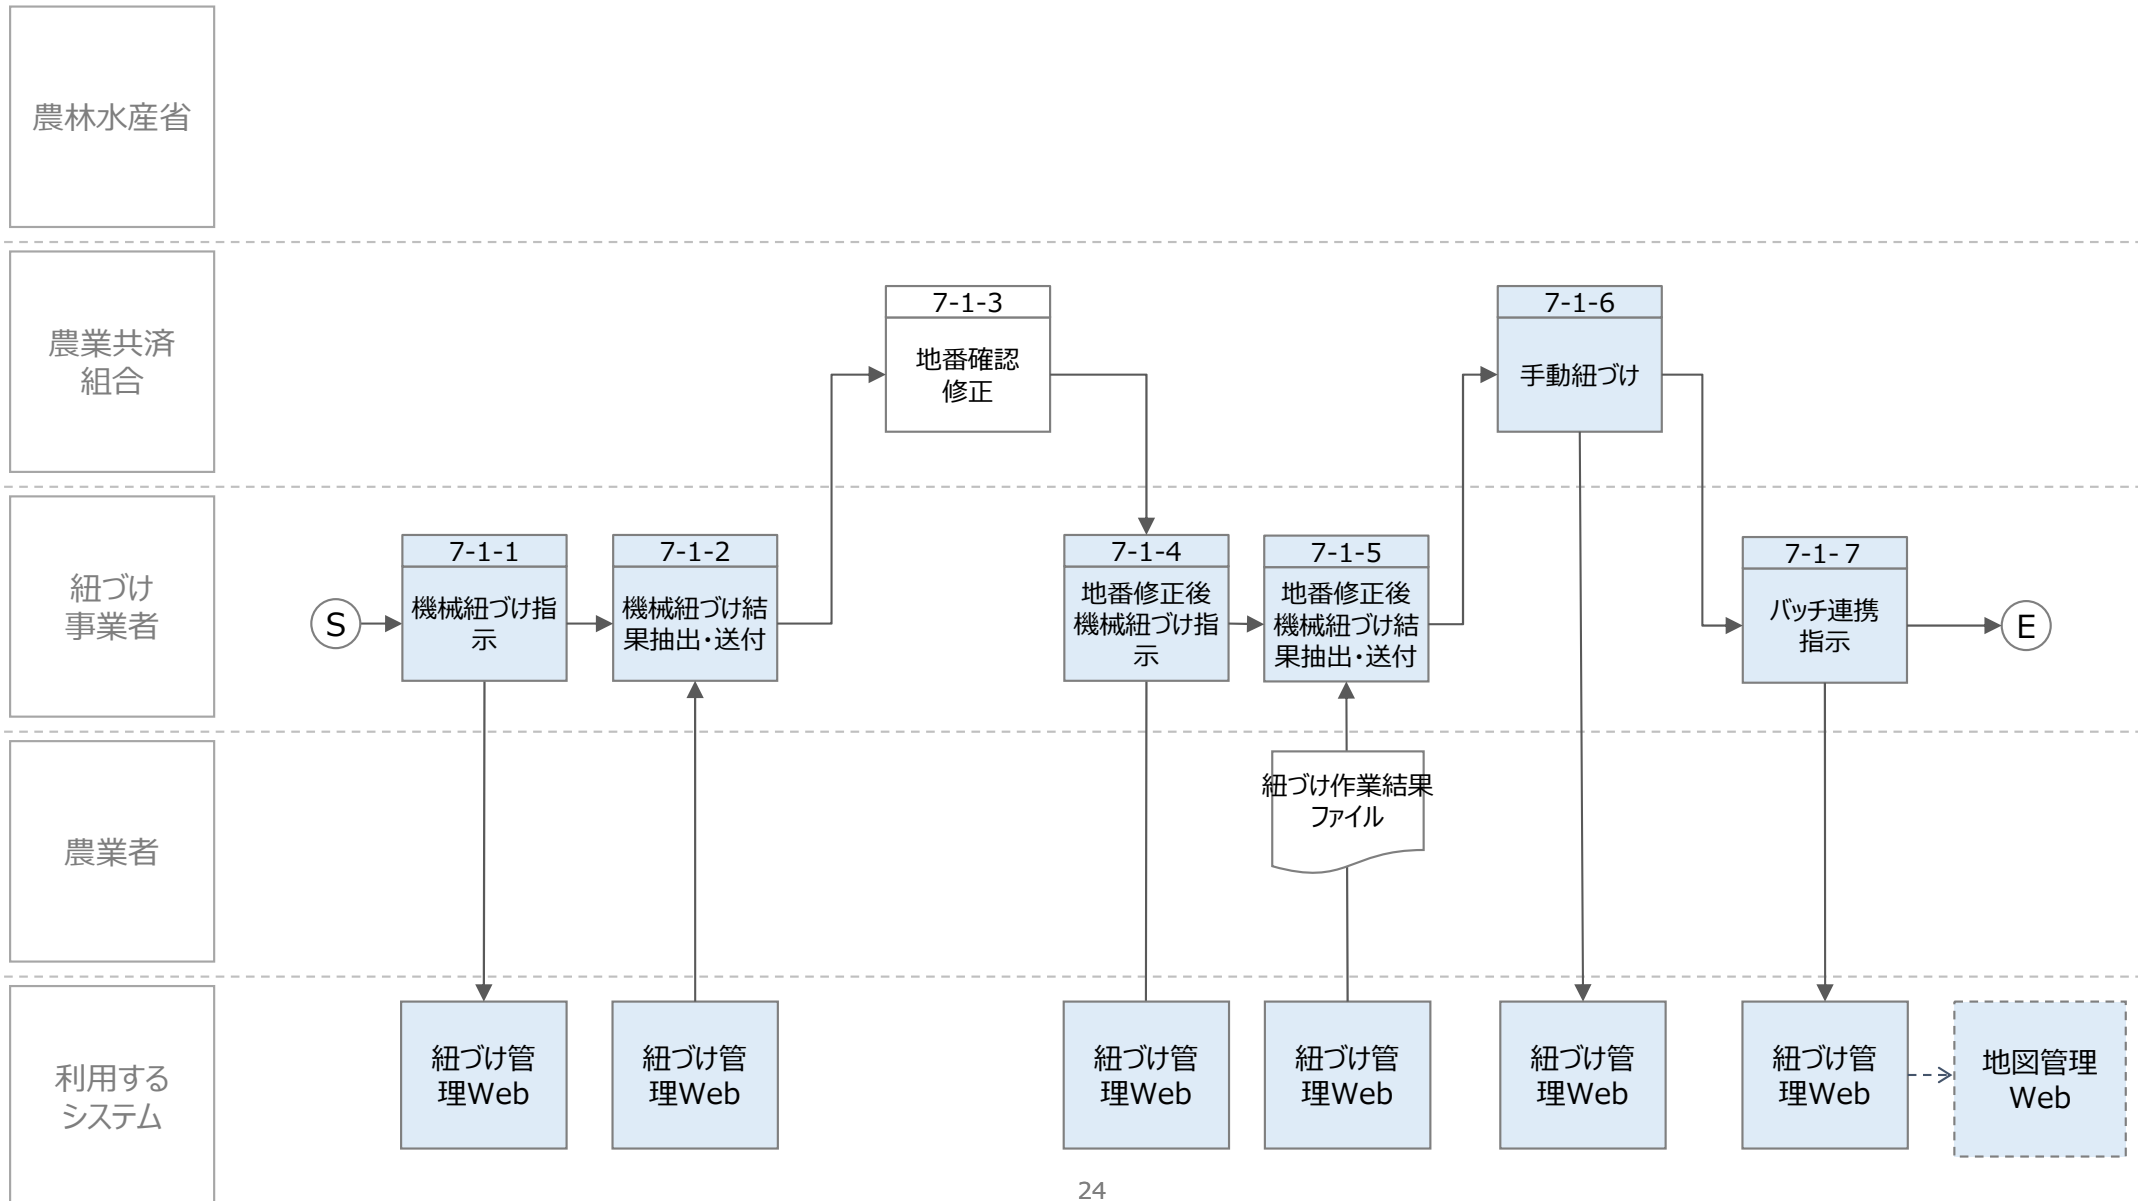 農林水産省
農業共済
組合
7-1-3
地番確認
修正
7-1-6
手動紐づけ
紐づけ
事業者
S
7-1-1
機械紐づけ指
示
7-1-2
機械紐づけ結
果抽出・送付
7-1-4
地番修正後
機械紐づけ指
示
7-1-5
地番修正後
機械紐づけ結
果抽出・送付
7-1-7
バッチ連携
指示
E
農業者
紐づけ作業結果
ファイル
利用する
システム
紐づけ管
理Web
紐づけ管
理Web
紐づけ管
理Web
紐づけ管
理Web
紐づけ管
理Web
紐づけ管
理Web
地図管理
Web
24